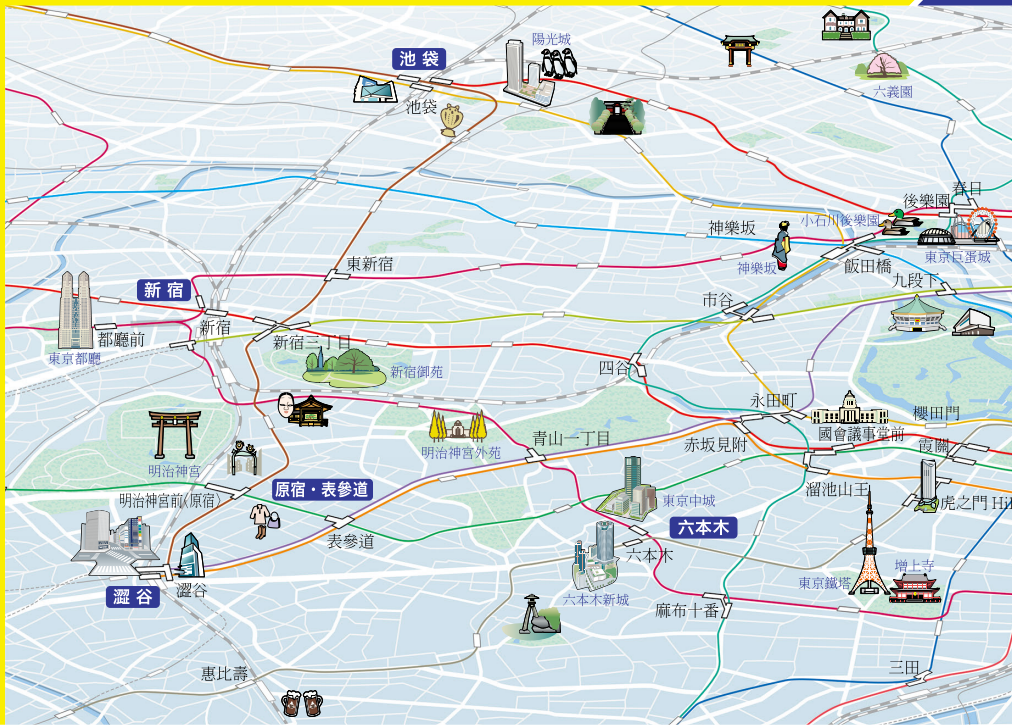 池袋
陽光城
池袋
六義園
春日
後樂園
小石川後樂園
神樂坂
神樂坂
東京巨蛋城
飯田橋
九段下
東新宿
新宿
市谷
新宿
都廳前
東京都廳
新宿三丁目
新宿御苑
四谷
永田町
櫻田門
國會議事堂前
霞關
赤坂見附
青山一丁目
明治神宮外苑
明治神宮
明治神宮前〈原宿〉
原宿・表參道
表參道
東京中城
溜池山王
虎之門 Hil
六本木
六本木
六本木新城
東京鐵塔
增上寺
澀谷
澀谷
麻布十番
惠比壽
三田